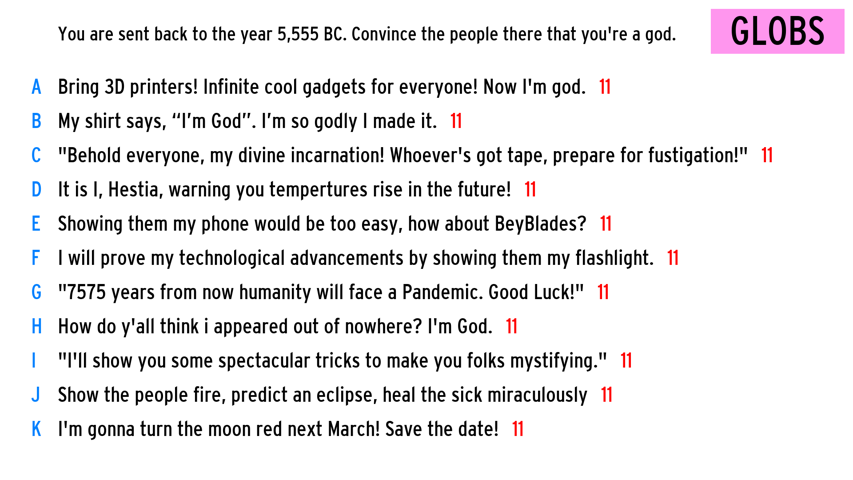 You are sent back to the year 5,555 BC. Convince the people there that you're a god.
GLOBS
A Bring 3D printers! Infinite cool gadgets for everyone! Now I'm god. 11
B My shirt says, “I’m God”. I’m so godly I made it. 11
C "Behold everyone, my divine incarnation! Whoever's got tape, prepare for fustigation!" 11
D It is I, Hestia, warning you tempertures rise in the future! 11
E Showing them my phone would be too easy, how about BeyBlades? 11
F I will prove my technological advancements by showing them my flashlight. 11
G "7575 years from now humanity will face a Pandemic. Good Luck!" 11
H How do y'all think i appeared out of nowhere? I'm God. 11
I "I'll show you some spectacular tricks to make you folks mystifying." 11
J Show the people fire, predict an eclipse, heal the sick miraculously 11
K I'm gonna turn the moon red next March! Save the date! 11